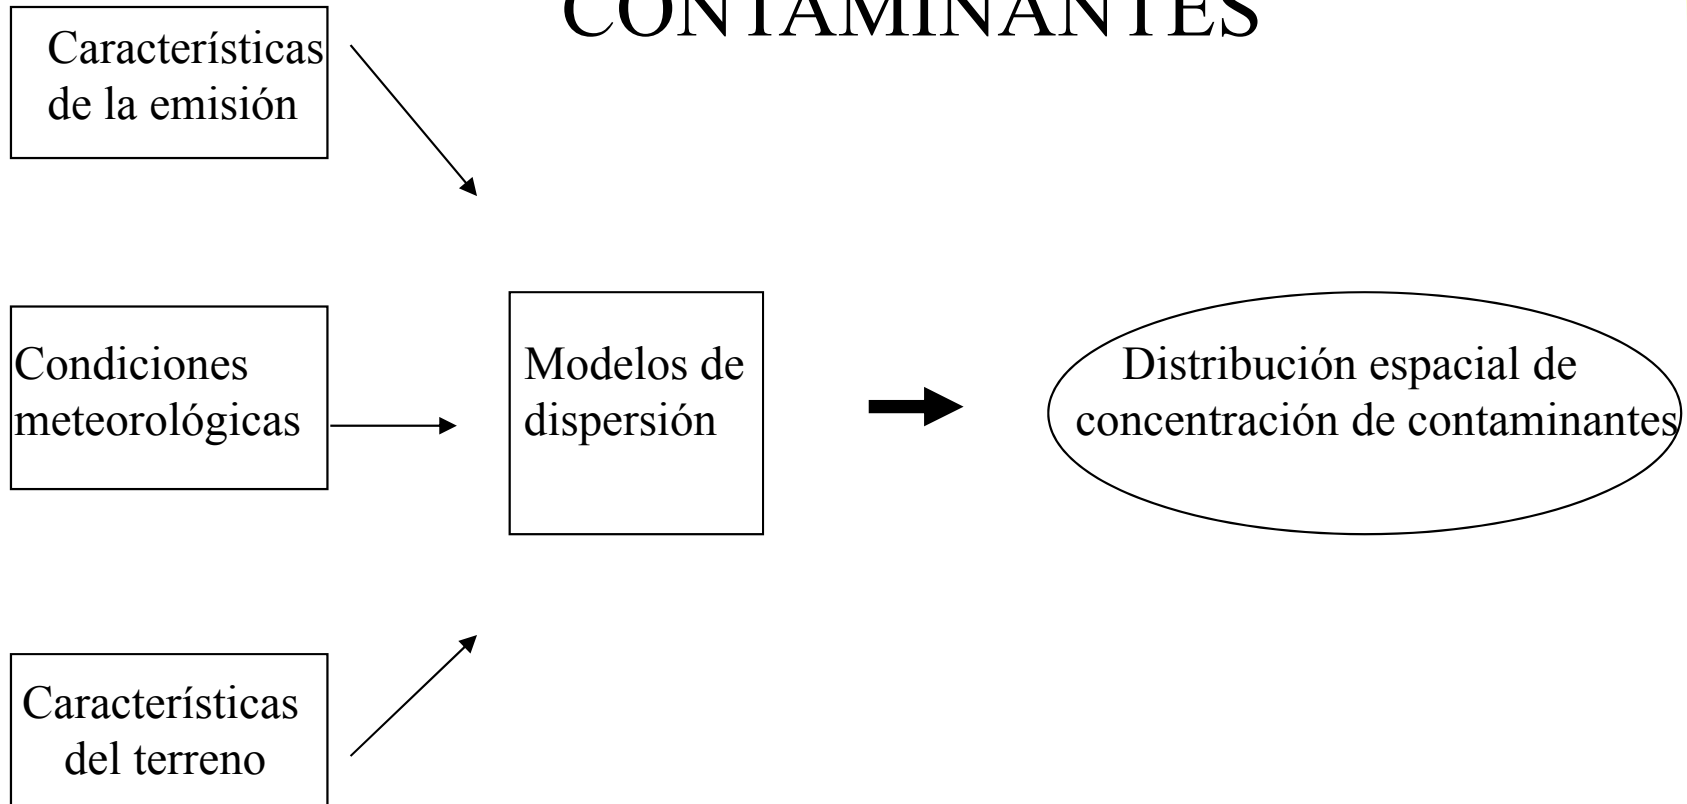 CONTAMINANTES
Características
de la emisión
Condiciones
meteorológicas
Modelos de
dispersión
Distribución espacial de
concentración de contaminantes
Características
del terreno